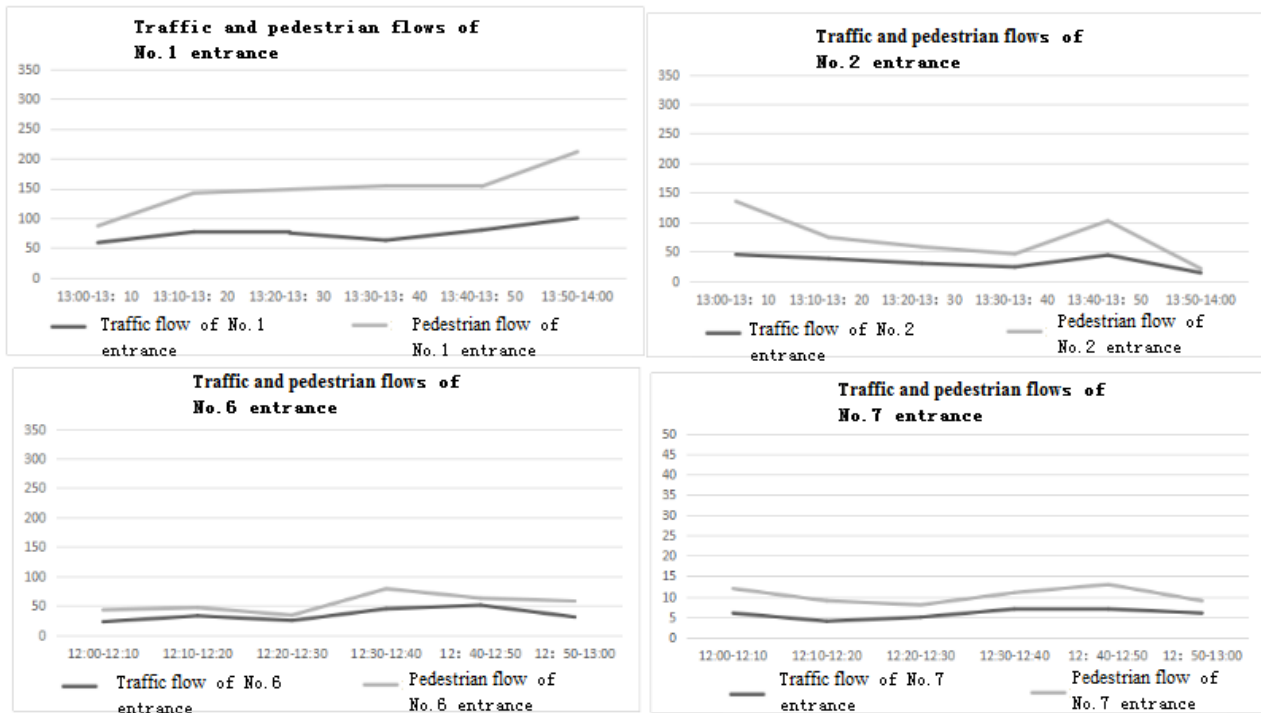 Traffic and pedestrian flows of
No.1 entrance
350
300
250
200
150
100
50
0
13:00-13: 10 13:10-13: 20 13:20-13: 30 13:30-13: 40 13:40-13: 50 13:50-14:00
Traffic flow of No.1
entrance
Pedestrian flow of
No.1 entrance
Traffic and pedestrian flows of
No.2 entrance
350
300
250
200
150
100
50
0
13:00-13: 10 13:10-13: 20 13:20-13: 30 13:30-13: 40 13:40-13: 50 13:50-14:00
Traffic flow of No.2
entrance
Pedestrian flow of
No.2 entrance
Traffic and pedestrian flows of
No.6 entrance
350
300
250
200
150
100
50
0
12:00-12:10 12:10-12:20 12:20-12:30 12:30-12:40 12: 40-12:50 12: 50-13:00
Traffic flow of No.6
entrance
Pedestrian flow of
No.6 entrance
Traffic and pedestrian flows of
No.7 entrance
50
45
40
35
30
25
20
15
10
5
0
12:00-12:10 12:10-12:20 12:20-12:30 12:30-12:40 12: 40-12:50 12: 50-13:00
Traffic flow of No.7
entrance
Pedestrian flow of
No.7 entrance